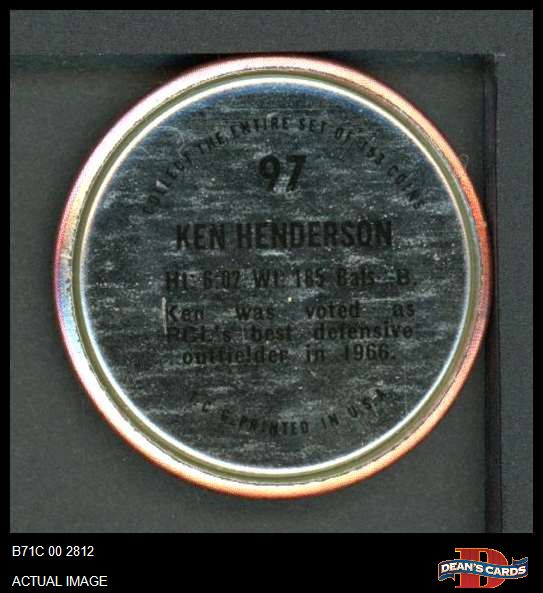 COLLECT THE ENTIRE SET OF 153 COINS
97
KEN HENDERSON
Ht: 6:02 Wt: 185 Bats: B.
Ken was voted as
PCL's best defensive
outfielder in 1966.
T.C.G. PRINTED IN U.S.A.
B71C 00 2812
ACTUAL IMAGE
DEAN'S CARDS